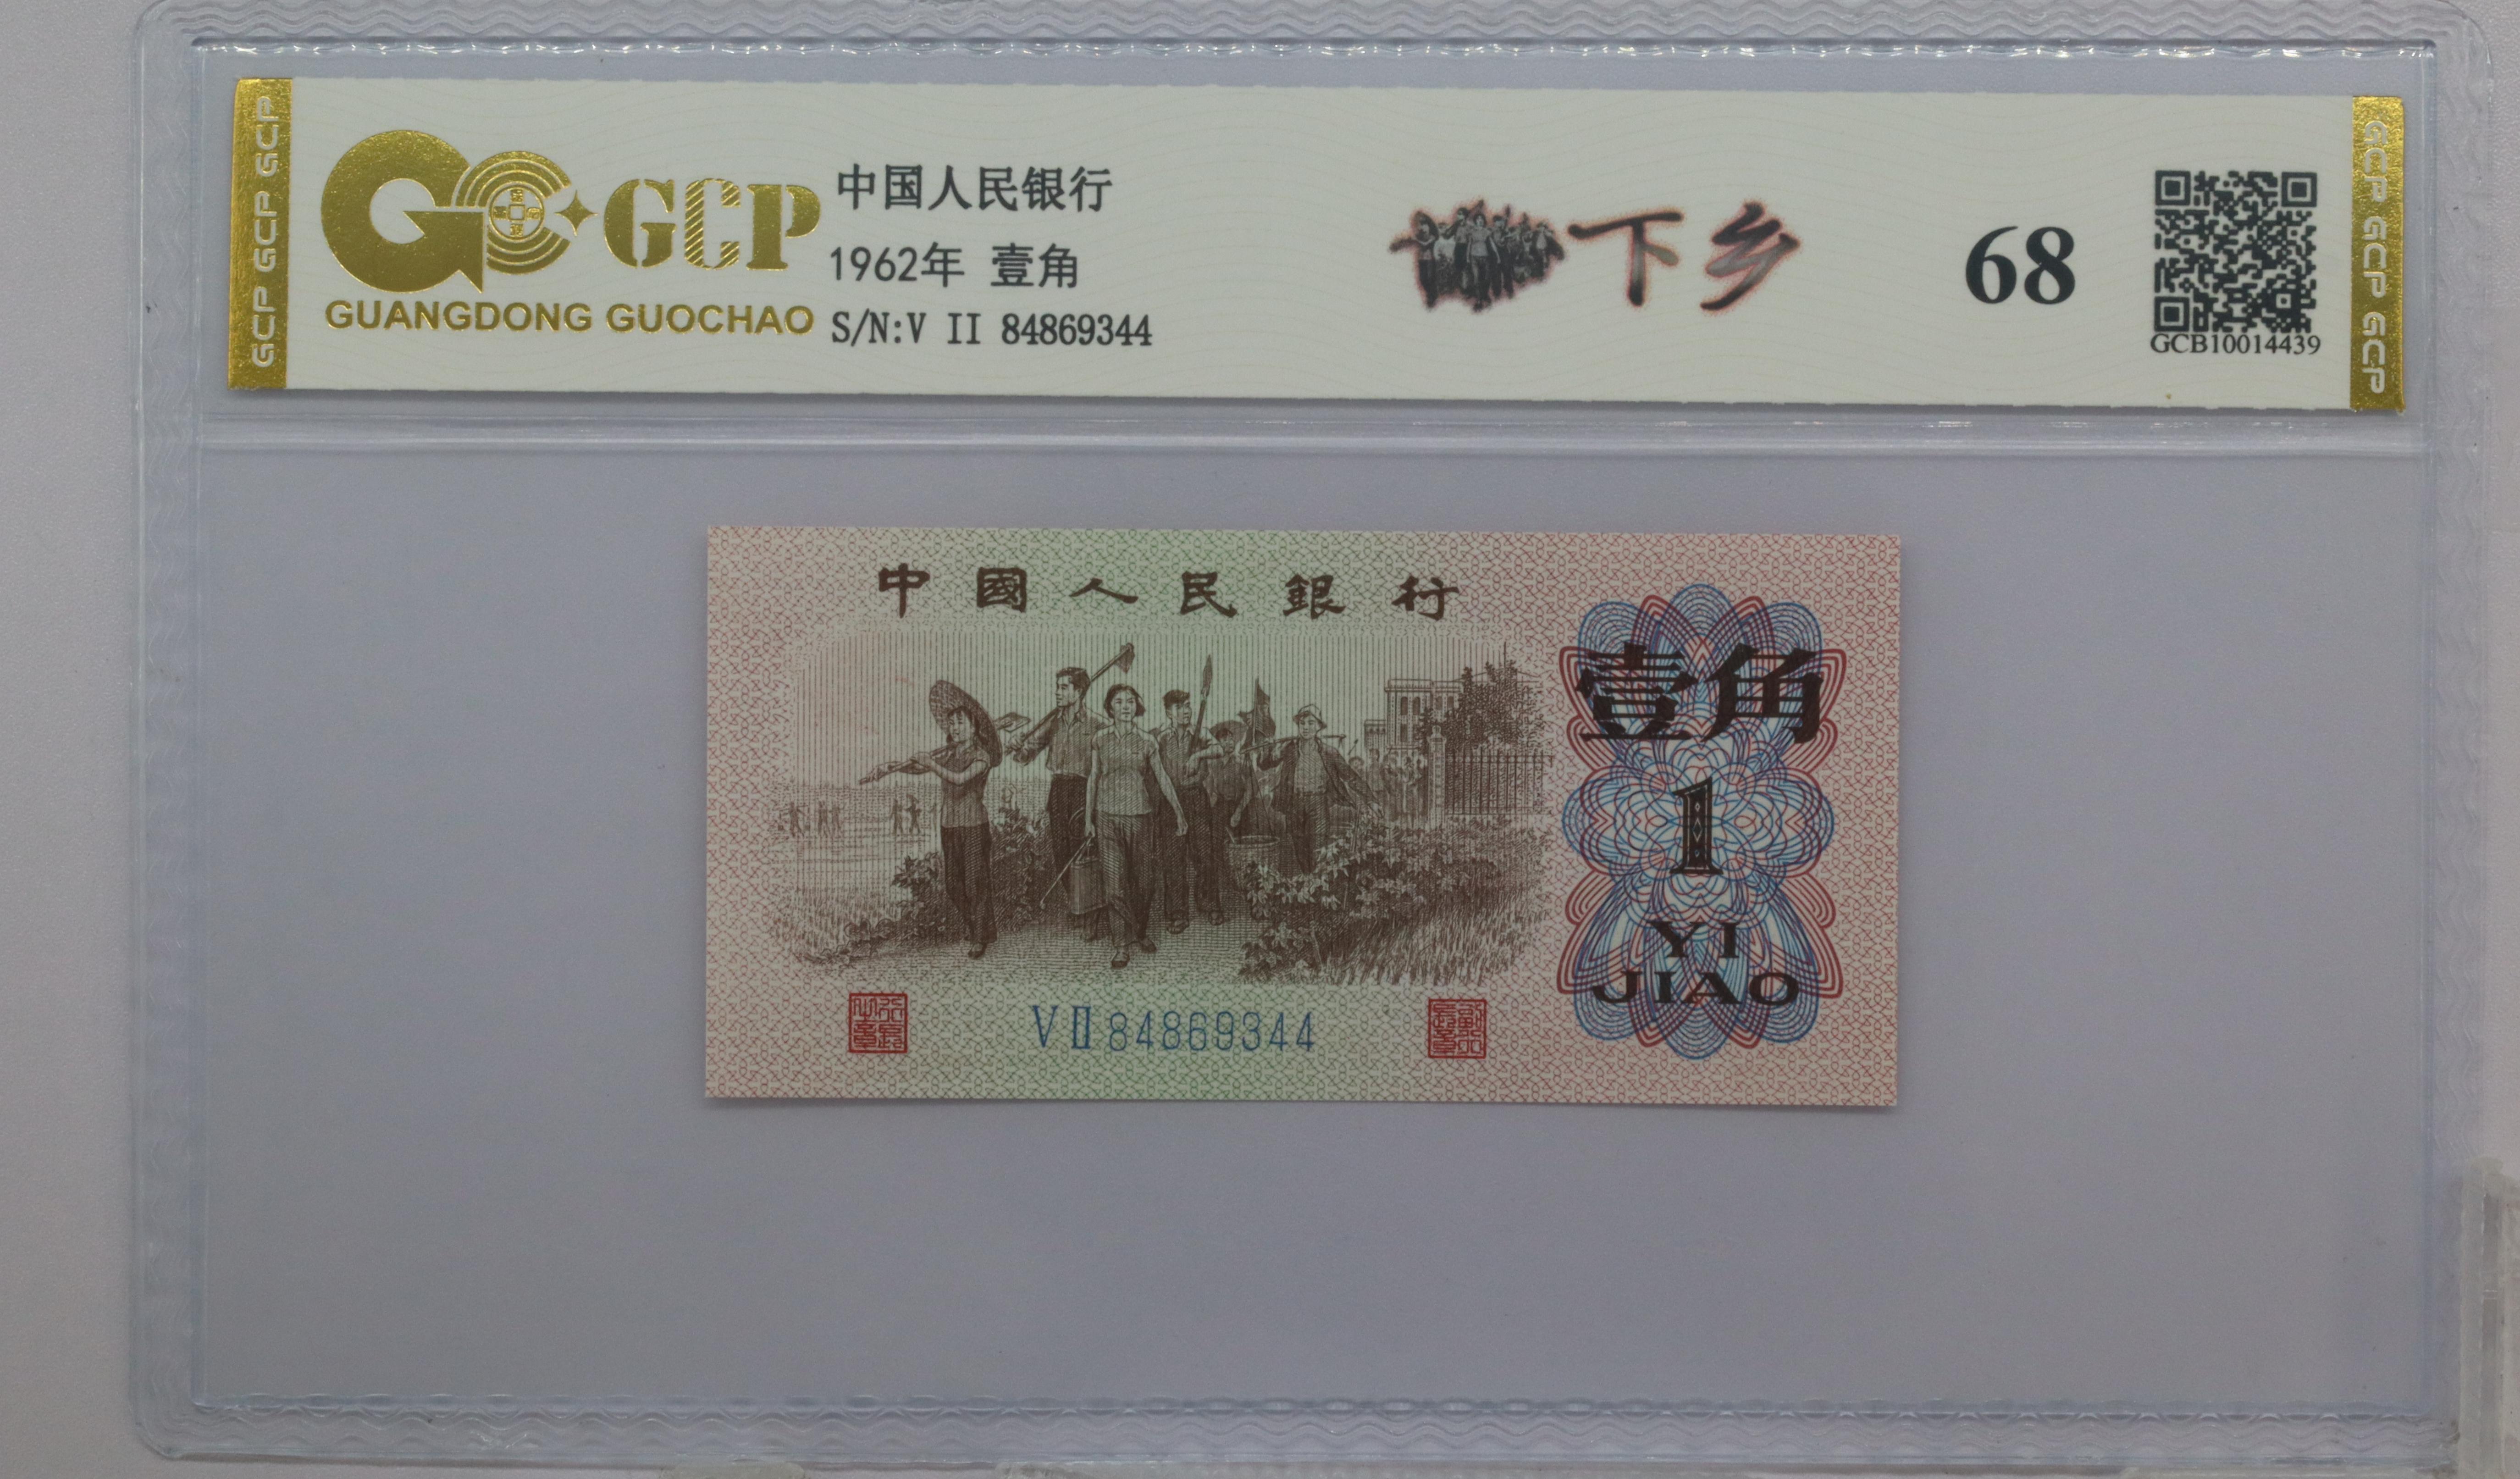 GCP GCP GCP
GCP
GUANGDONG GUOCHAO
中国人民银行
1962年 壹角
S/N:V II 84869344
下乡
68
GCB10014439
GCP GCP GCP
中國人民銀行
壹角
1
YI
JIAO
VⅡ84869344